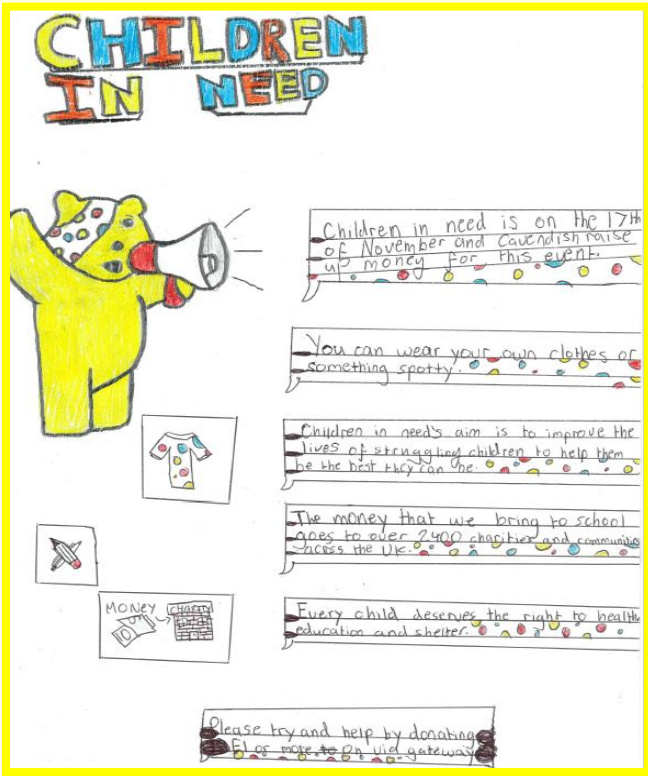 CHILDREN
IN NEED
Children in need is on the 17th
of November and Cavendish raise
up money for this event.
You can wear your own clothes or
something spotty.
Children in need's aim is to improve the
lives of struggling children to help them
be the best they can be.
The money that we bring to school
goes to over 2400 charities and communities
across the UK.
MONEY
CHARITY
Every child deserves the right to health
education and shelter.
Please try and help by donating
£1 or more on
gateway